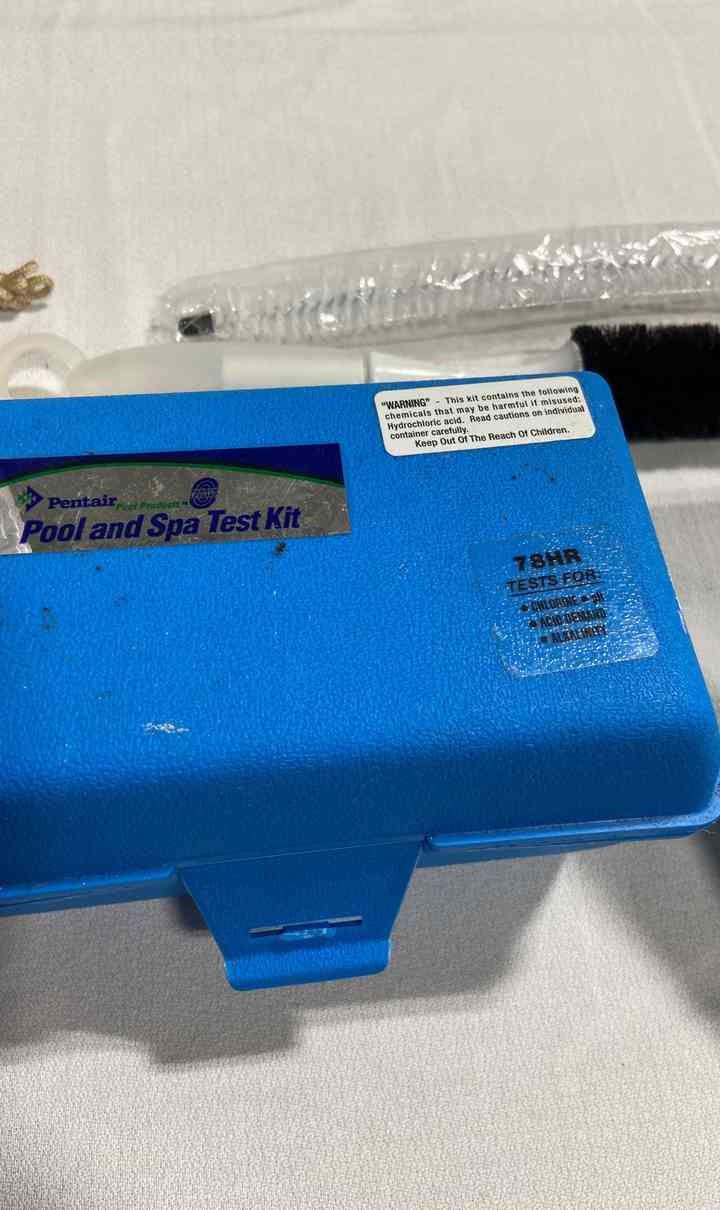 "WARNING" - This kit contains the following
chemicals that may be harmful if misused:
Hydrochloric acid. Read cautions on individual
container carefully.
Keep Out Of The Reach Of Children.
Pentair Pool Products™
Pool and Spa Test Kit
78HR
TESTS FOR:
• CHLORINE • pH
• ACID DEMAND
• ALKALINITY